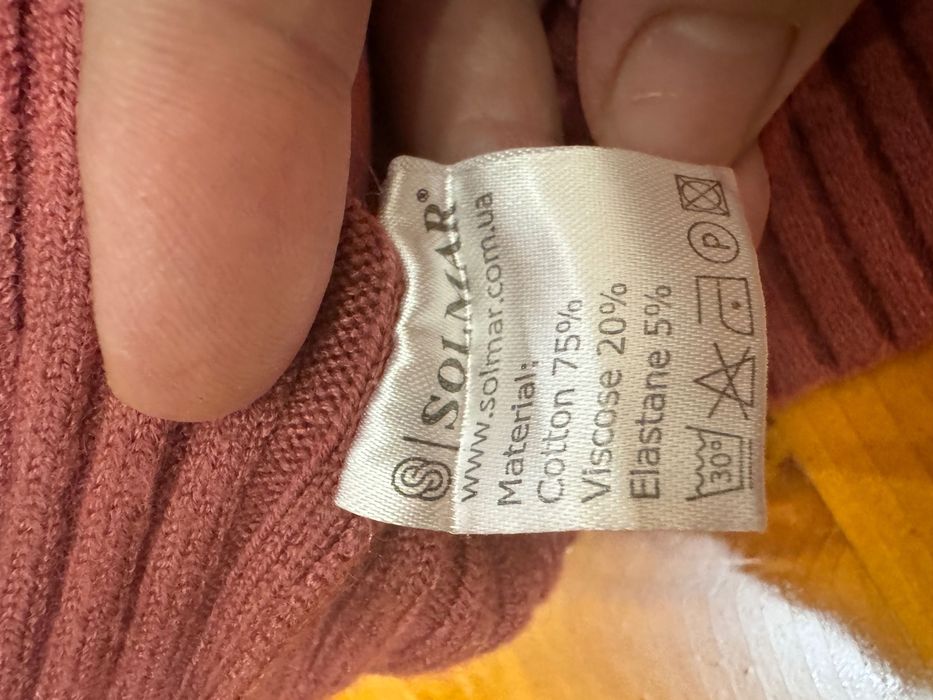 SOLMAR®
www.solmar.com.ua
Material:
Cotton 75%
Viscose 20%
Elastane 5%
30° P